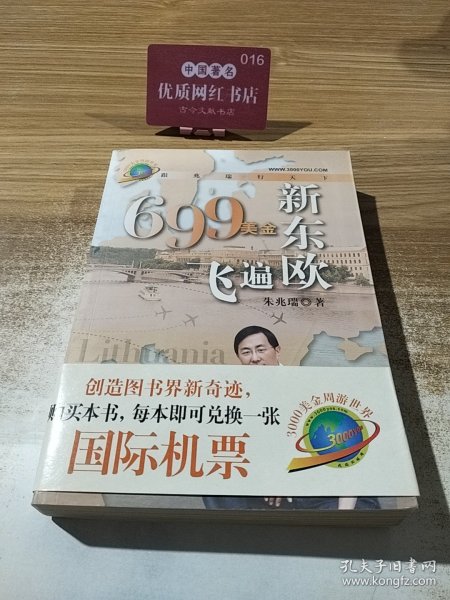 016
中国著名
优质网红书店
古今文献书店
WWW.3000YOU.COM
跟兆瑞行天下
699美金
飞遍
新东欧
朱兆瑞◎著
Lithuania
创造图书界新奇迹，
购买本书，每本即可兑换一张
国际机票
3000美金周游世界
www.3000you.com
3000YOU
孔夫子旧书网
www.kongfz.com